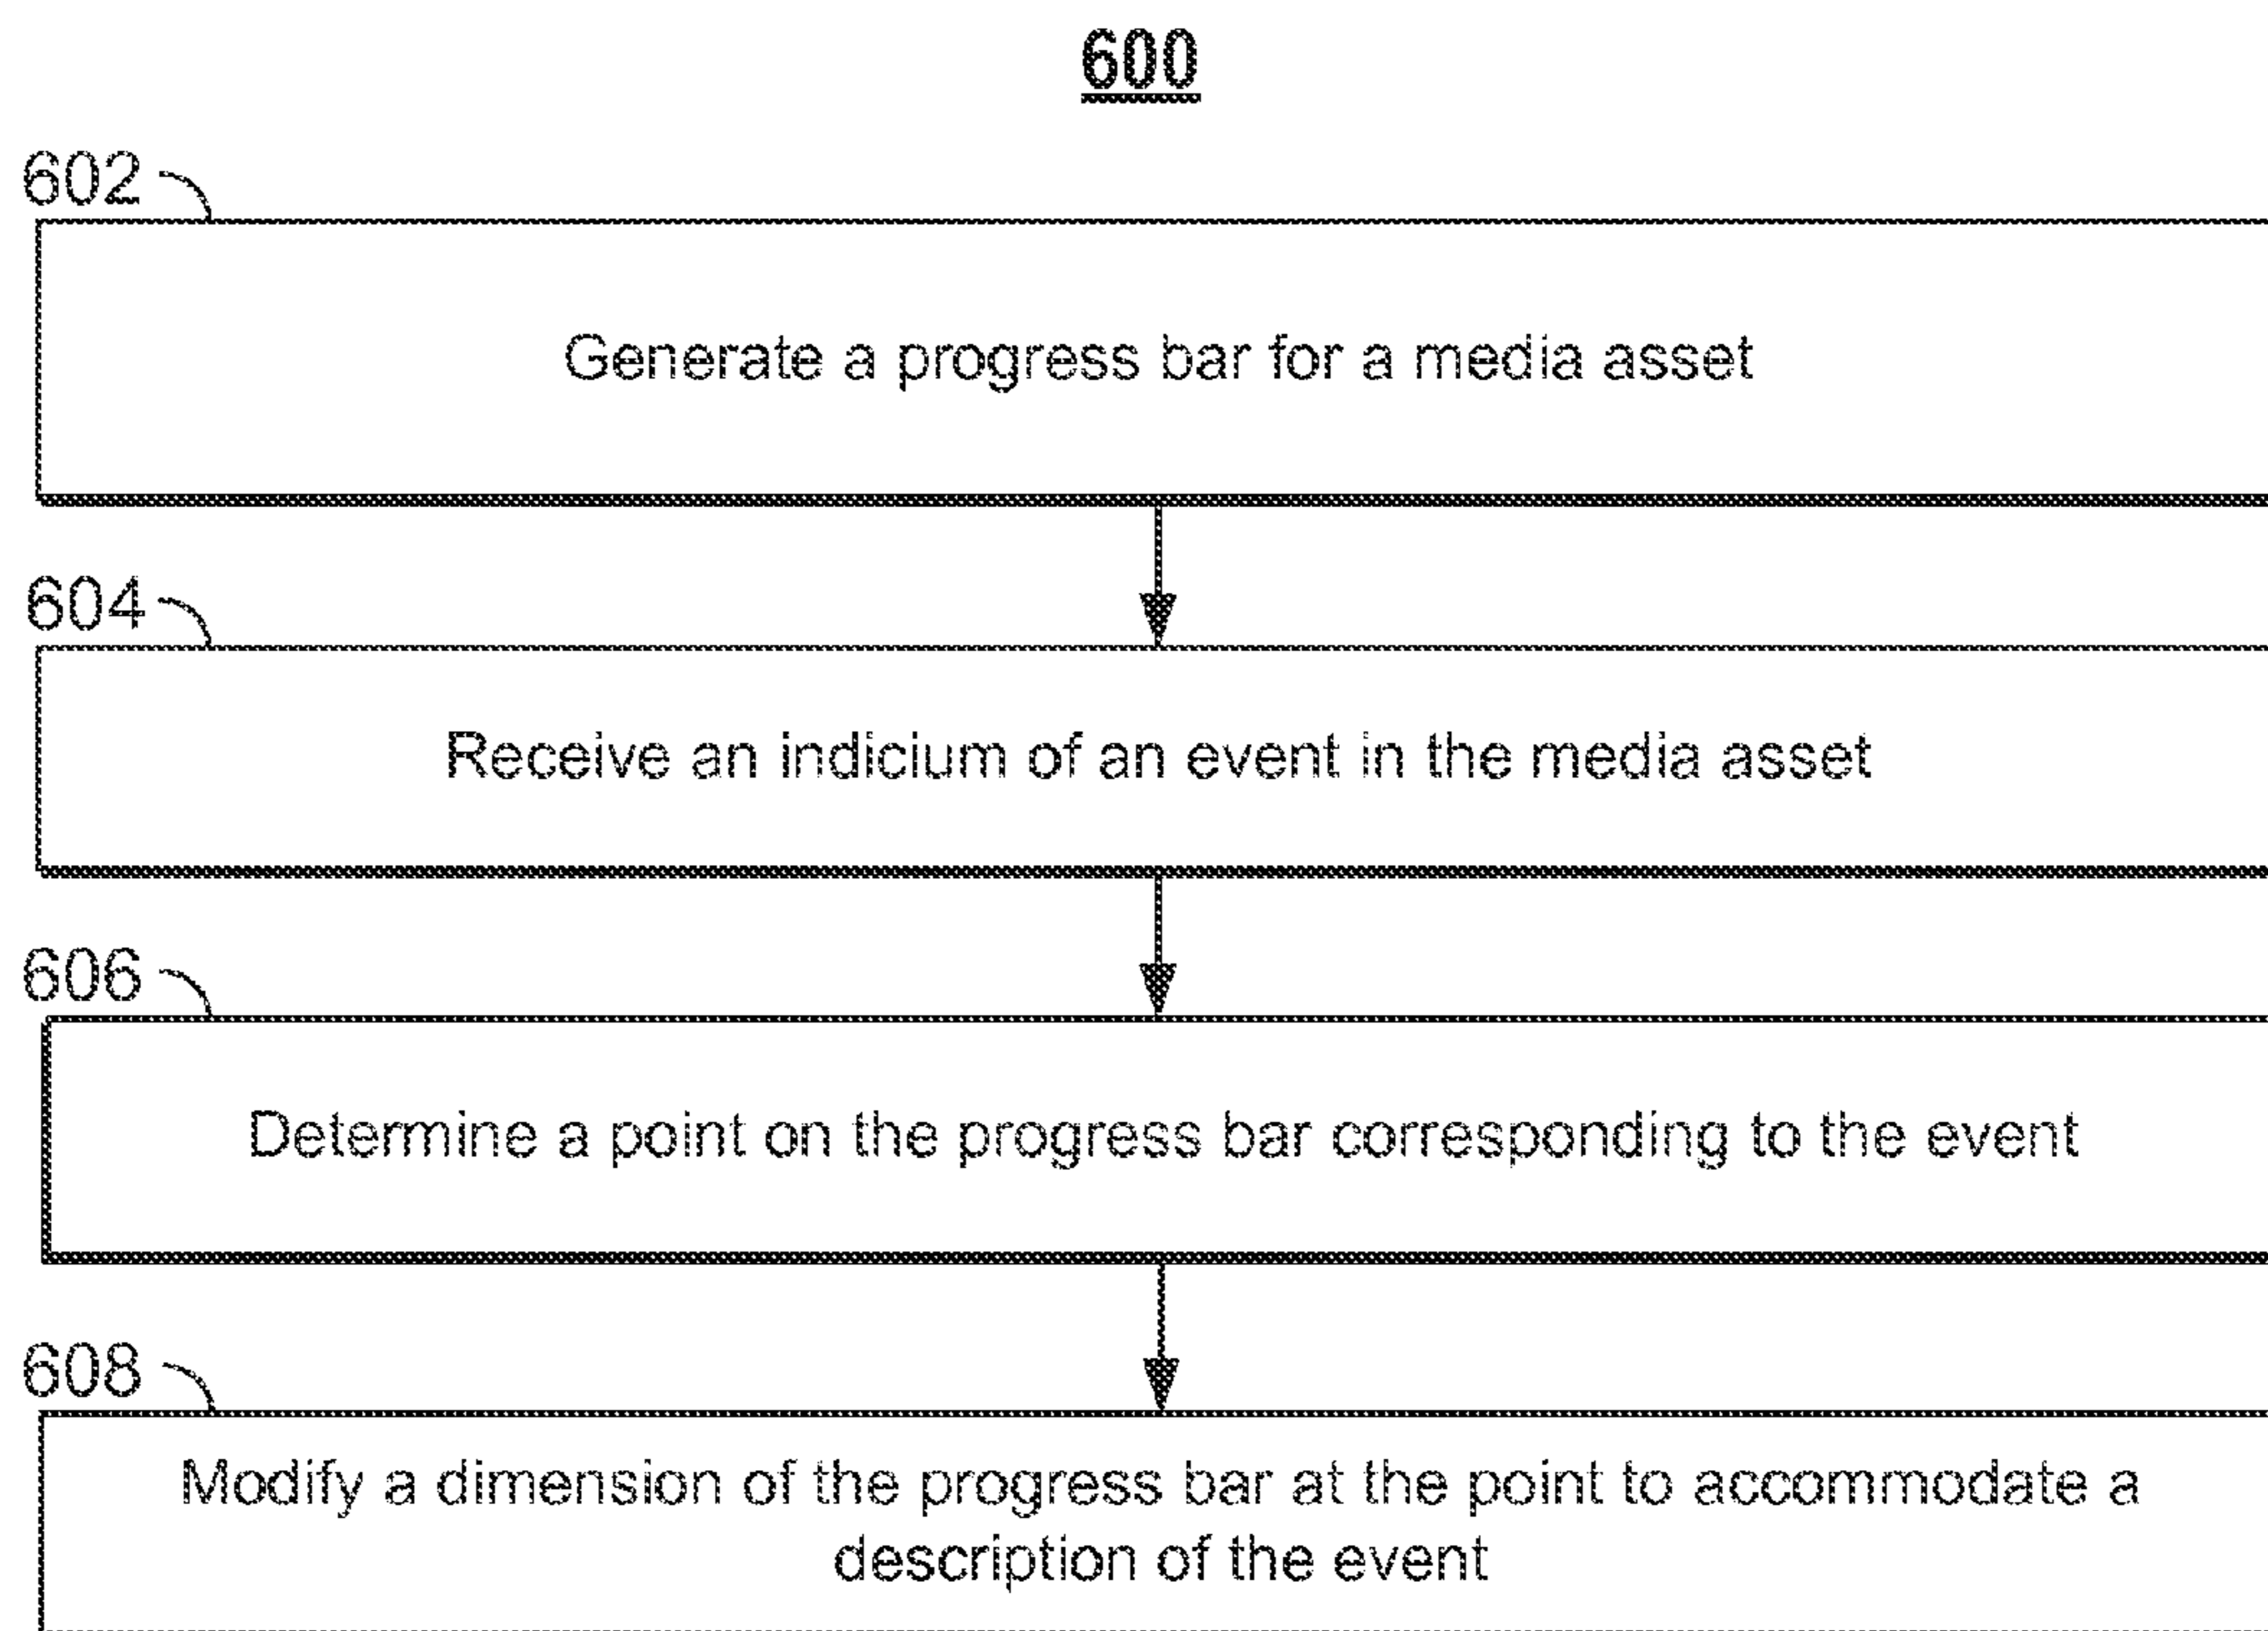 600
602
Generate a progress bar for a media asset
604
Receive an indicium of an event in the media asset
606
Determine a point on the progress bar corresponding to the event
608
Modify a dimension of the progress bar at the point to accommodate a
description of the event